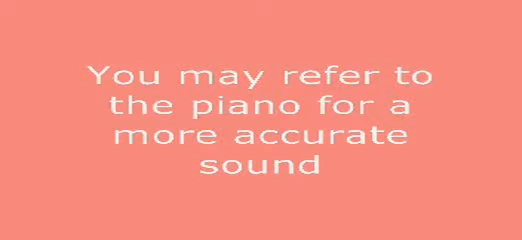 You may refer to
the piano for a
more accurate
sound